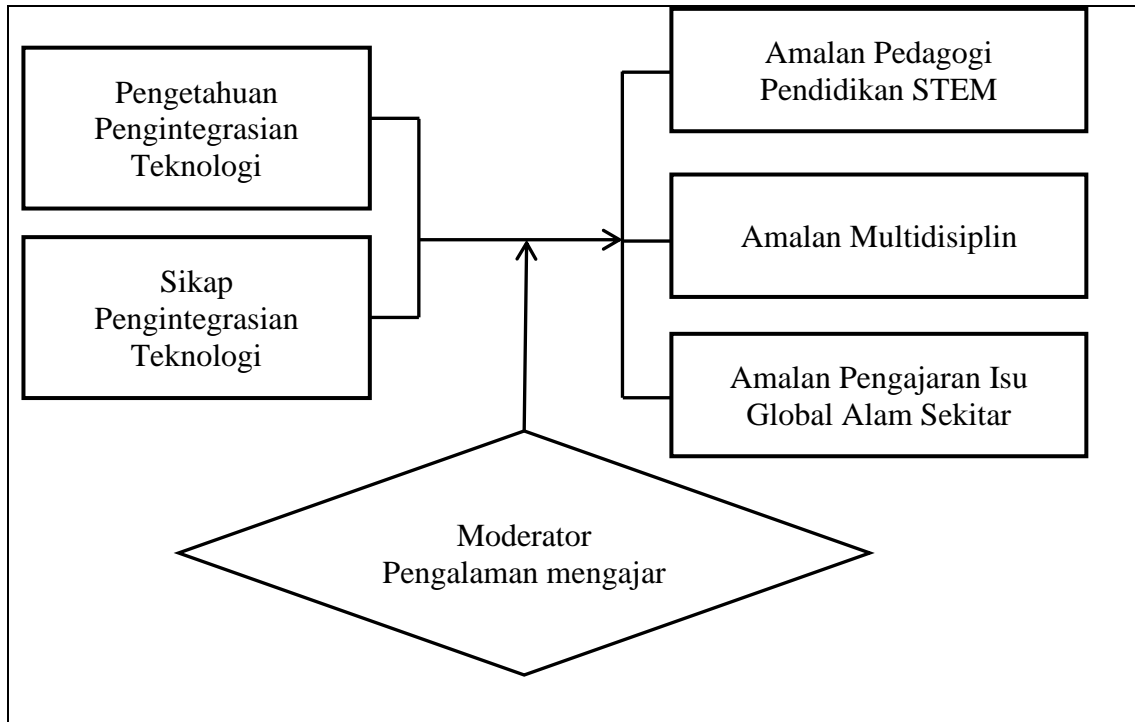 Pengetahuan
Pengintegrasian
Teknologi
Sikap
Pengintegrasian
Teknologi
Amalan Pedagogi
Pendidikan STEM
Amalan Multidisiplin
Amalan Pengajaran Isu
Global Alam Sekitar
Moderator
Pengalaman mengajar